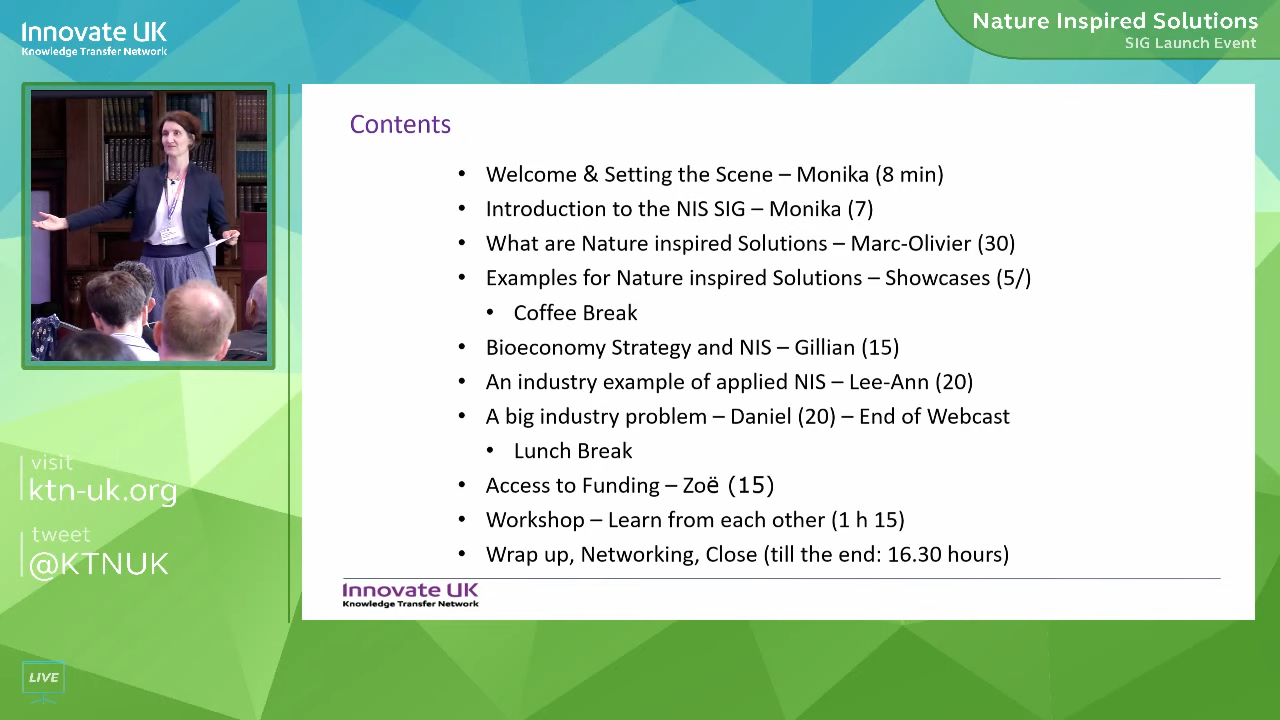 Innovate UK
Knowledge Transfer Network
Nature Inspired Solutions
SIG Launch Event
Contents
• Welcome & Setting the Scene – Monika (8 min)
• Introduction to the NIS SIG – Monika (7)
• What are Nature inspired Solutions – Marc-Olivier (30)
• Examples for Nature inspired Solutions – Showcases (5/)
• Coffee Break
• Bioeconomy Strategy and NIS – Gillian (15)
• An industry example of applied NIS – Lee-Ann (20)
• A big industry problem – Daniel (20) – End of Webcast
• Lunch Break
• Access to Funding – Zoë (15)
• Workshop – Learn from each other (1 h 15)
• Wrap up, Networking, Close (till the end: 16.30 hours)
Innovate UK
Knowledge Transfer Network
visit
ktn-uk.org
tweet
@KTNUK
LIVE